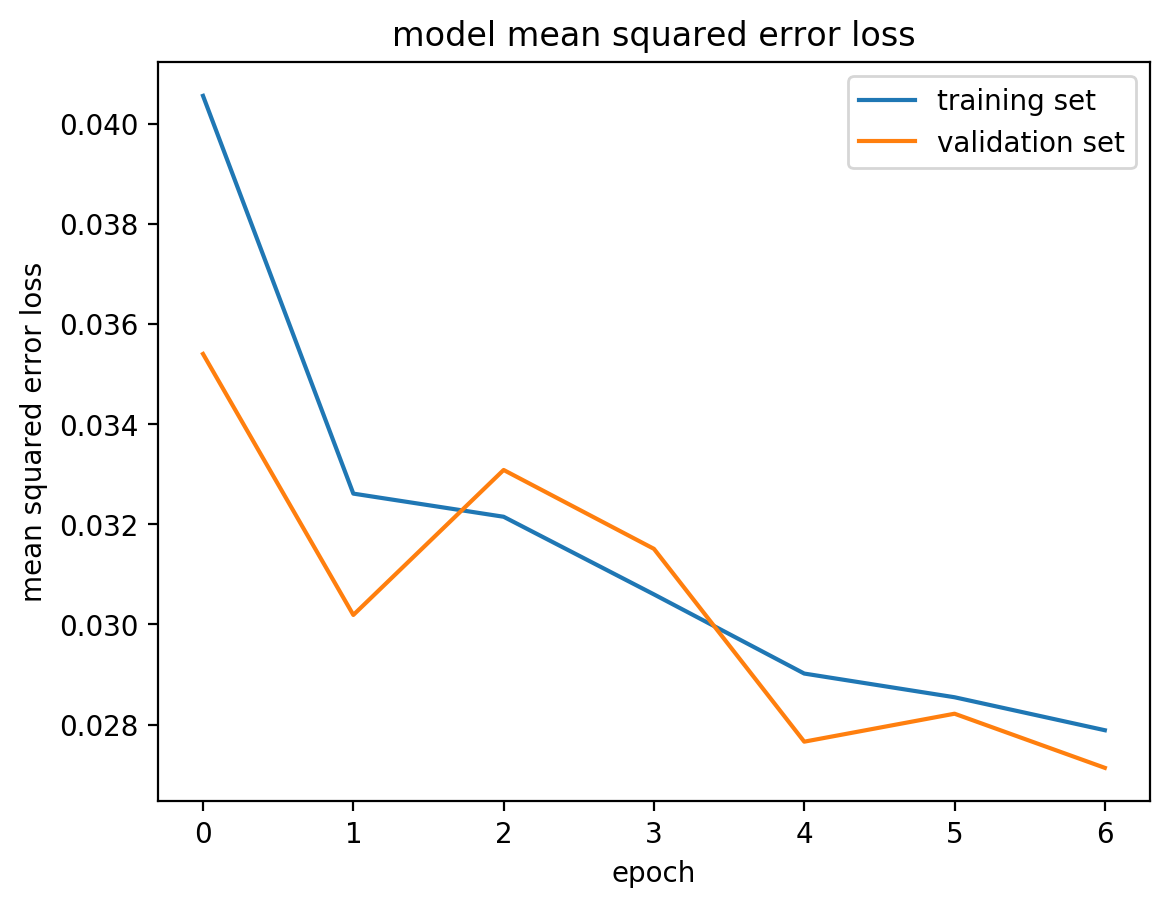 model mean squared error loss
training set
validation set
0.040
0.038
0.036
0.034
0.032
0.030
0.028
mean squared error loss
0 1 2 3 4 5 6
epoch